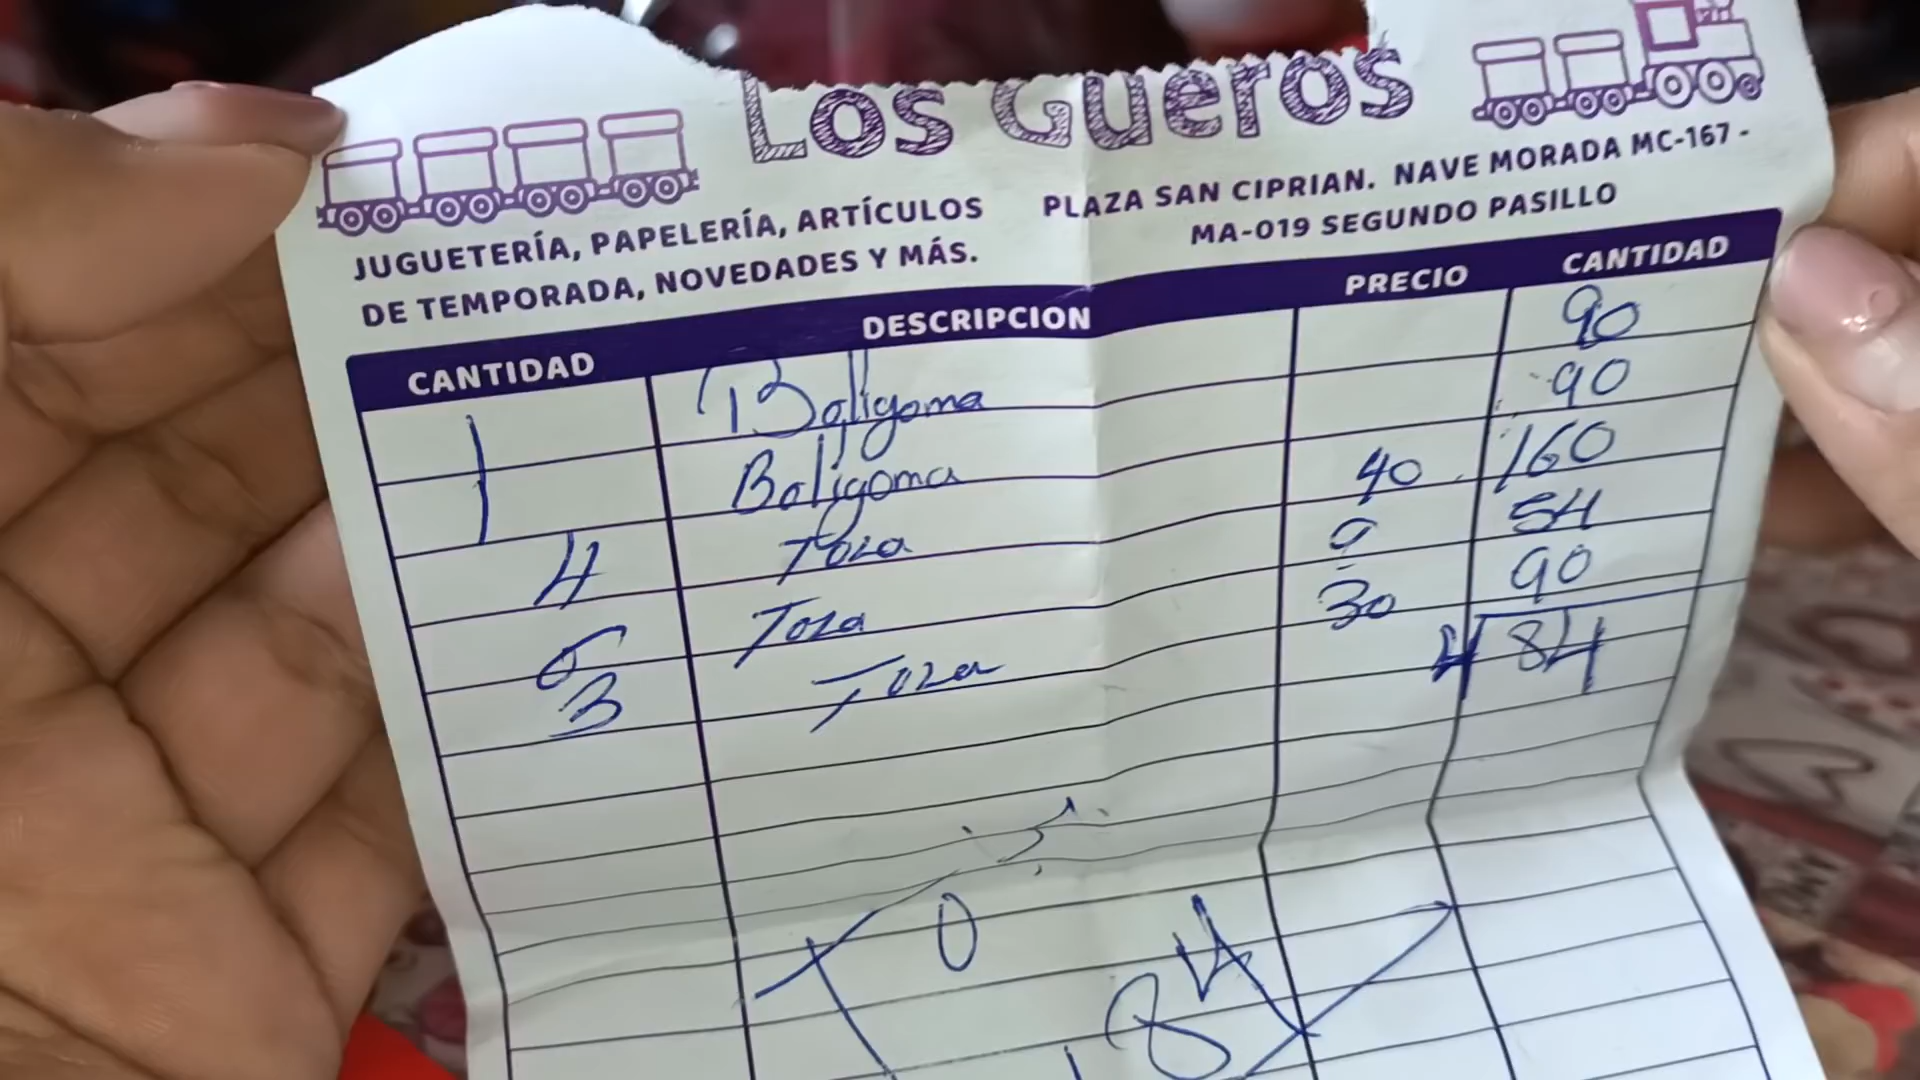 Los Güeros
JUGUETERÍA, PAPELERÍA, ARTÍCULOS
DE TEMPORADA, NOVEDADES Y MÁS.
PLAZA SAN CIPRIAN. NAVE MORADA MC-167 -
MA-019 SEGUNDO PASILLO
CANTIDAD DESCRIPCION PRECIO CANTIDAD
1 Baligoma 90
1 Baligoma 90
4 Taza 40 160
6 Taza 9 54
3 Taza 30 90
484
0
84